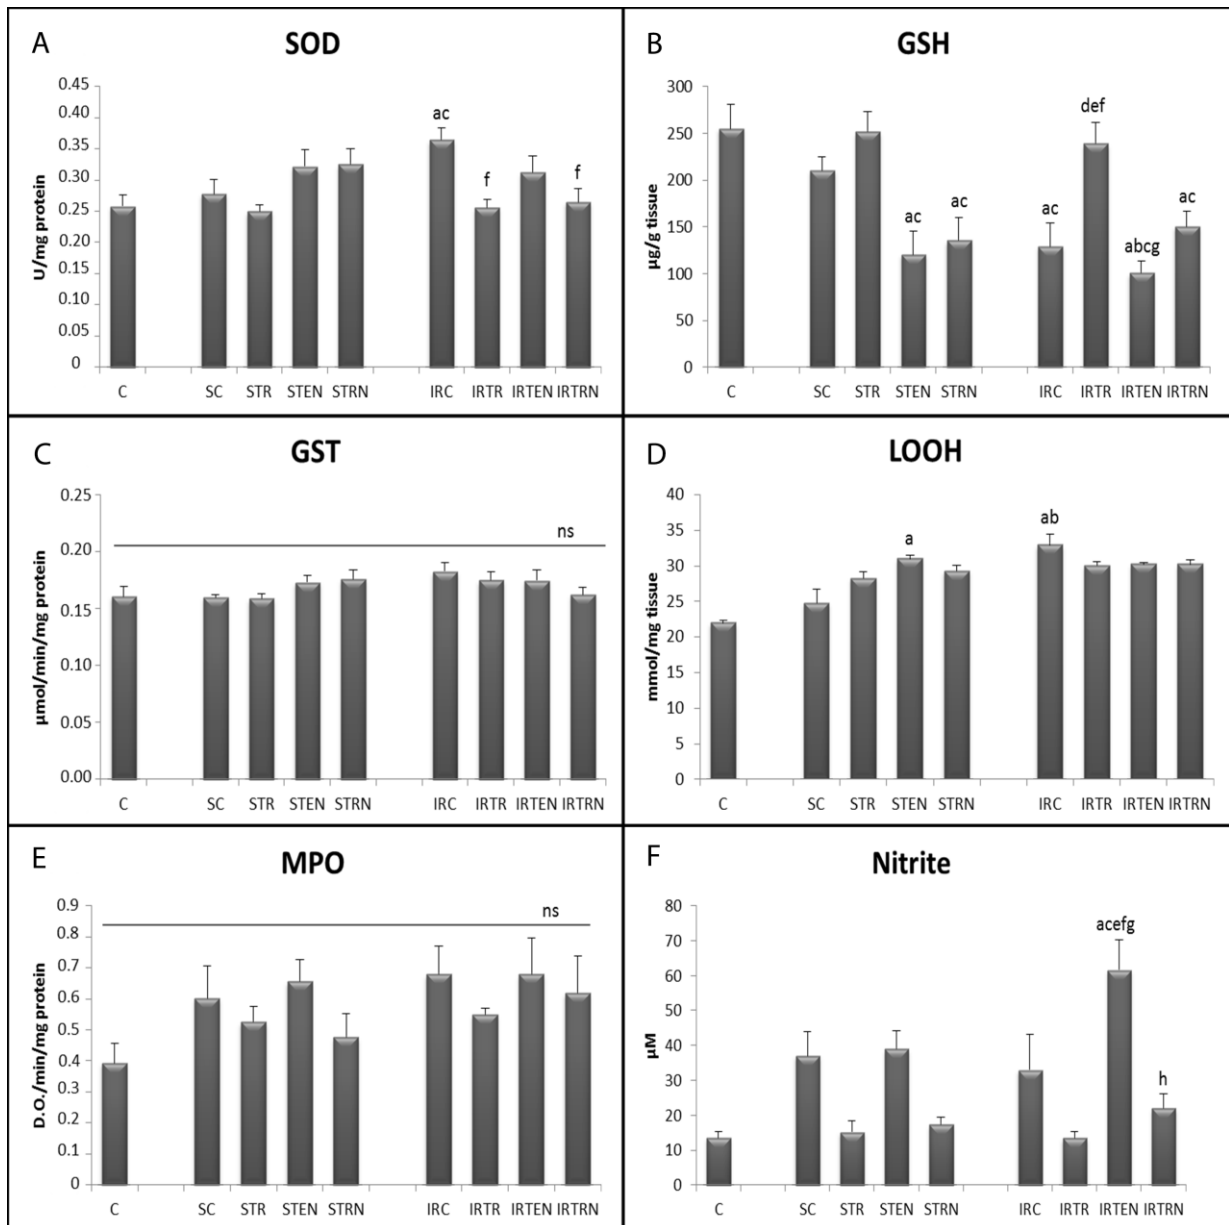 A
SOD
U/mg protein
0.45
0.40
0.35
0.30
0.25
0.25
0.15
0.10
0.05
0
ac
f
f
C SC STR STEN STRN IRC IRTR IRTEN IRTRN
B
GSH
µg/g tissue
300
250
200
150
100
50
0
ac
ac
ac
def
abcg
ac
C SC STR STEN STRN IRC IRTR IRTEN IRTRN
C
GST
µmol/min/mg protein
0.25
0.20
0.15
0.10
0.05
0.00
ns
C SC STR STEN STRN IRC IRTR IRTEN IRTRN
D
LOOH
mmol/mg tissue
40
35
30
25
20
15
10
5
0
a
ab
C SC STR STEN STRN IRC IRTR IRTEN IRTRN
E
MPO
D.O./min/mg protein
0.9
0.8
0.7
0.6
0.5
0.4
0.3
0.2
0.1
0
ns
C SC STR STEN STRN IRC IRTR IRTEN IRTRN
F
Nitrite
µM
80
70
60
50
40
30
20
10
0
acefg
h
C SC STR STEN STRN IRC IRTR IRTEN IRTRN